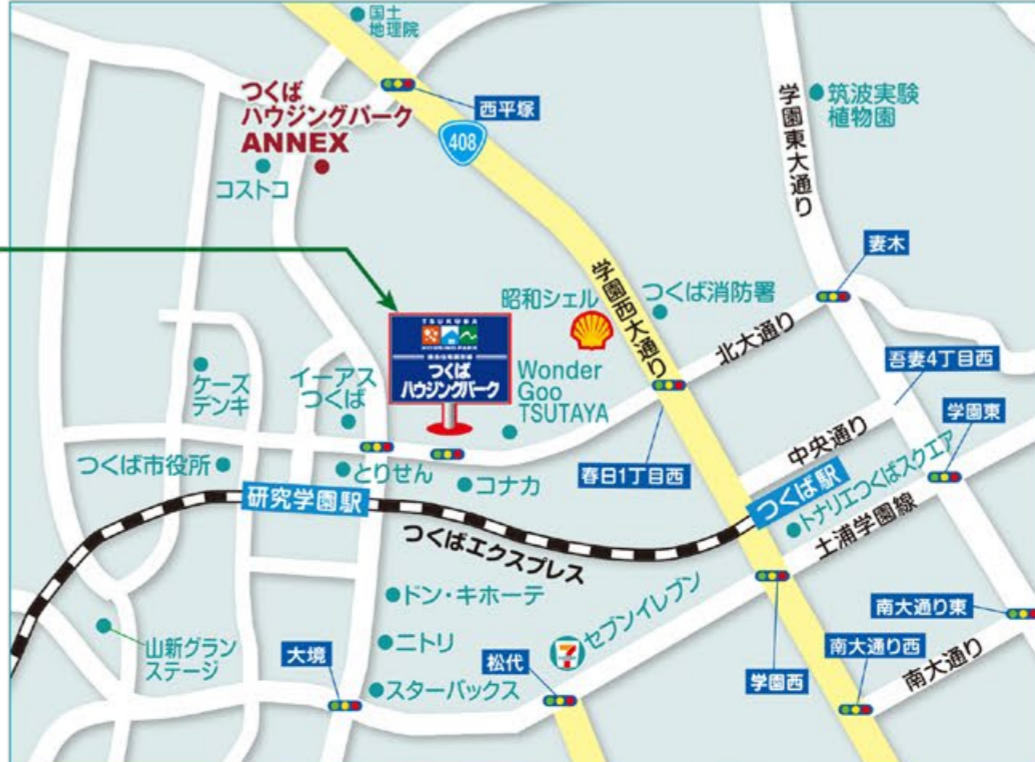 国土
地理院
つくば
ハウジングパーク
ANNEX
コストコ
西平塚
408
学園東大通り
筑波実験
植物園
妻木
学園西大通り
つくば消防署
昭和シェル
北大通り
TSUKUBA
HOUSING PARK
つくば
ハウジングパーク
Wonder
Goo
TSUTAYA
ケーズ
デンキ
イーアス
つくば
吾妻4丁目西
学園東
中央通り
春日1丁目西
つくば市役所
とりせん
コナカ
研究学園駅
つくばエクスプレス
つくば駅
トナリエつくばスクエア
土浦学園線
ドン・キホーテ
ニトリ
スターバックス
山新グラン
ステージ
大境
松代
7
セブンイレブン
学園西
南大通り西
南大通り東
南大通り